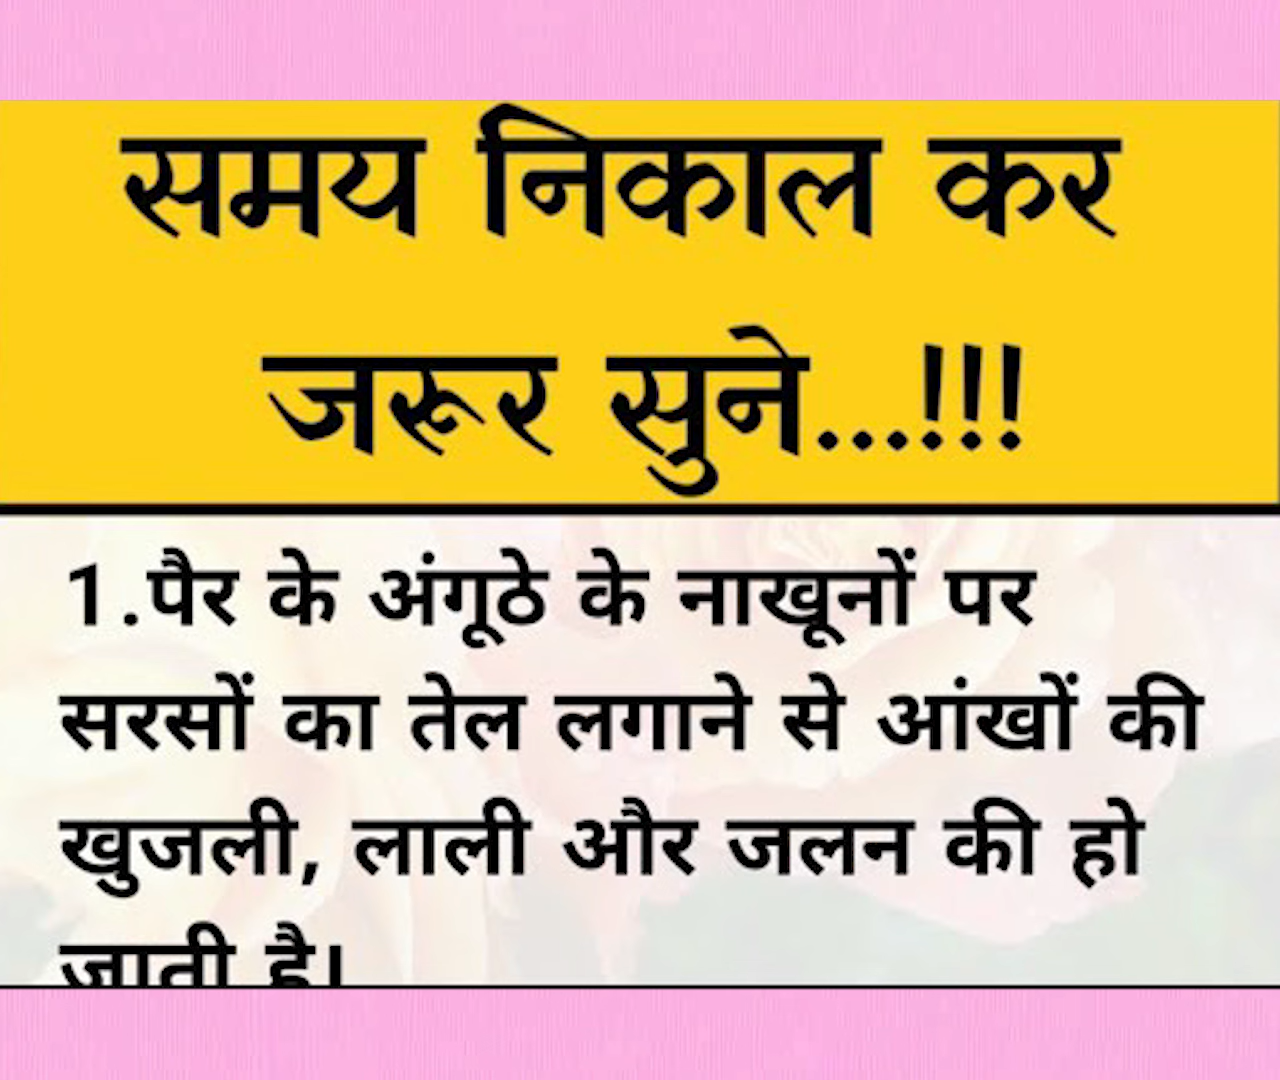 समय निकाल कर
जरूर सुने...!!!
1.पैर के अंगूठे के नाखूनों पर
सरसों का तेल लगाने से आंखों की
खुजली, लाली और जलन की हो
जाती है।